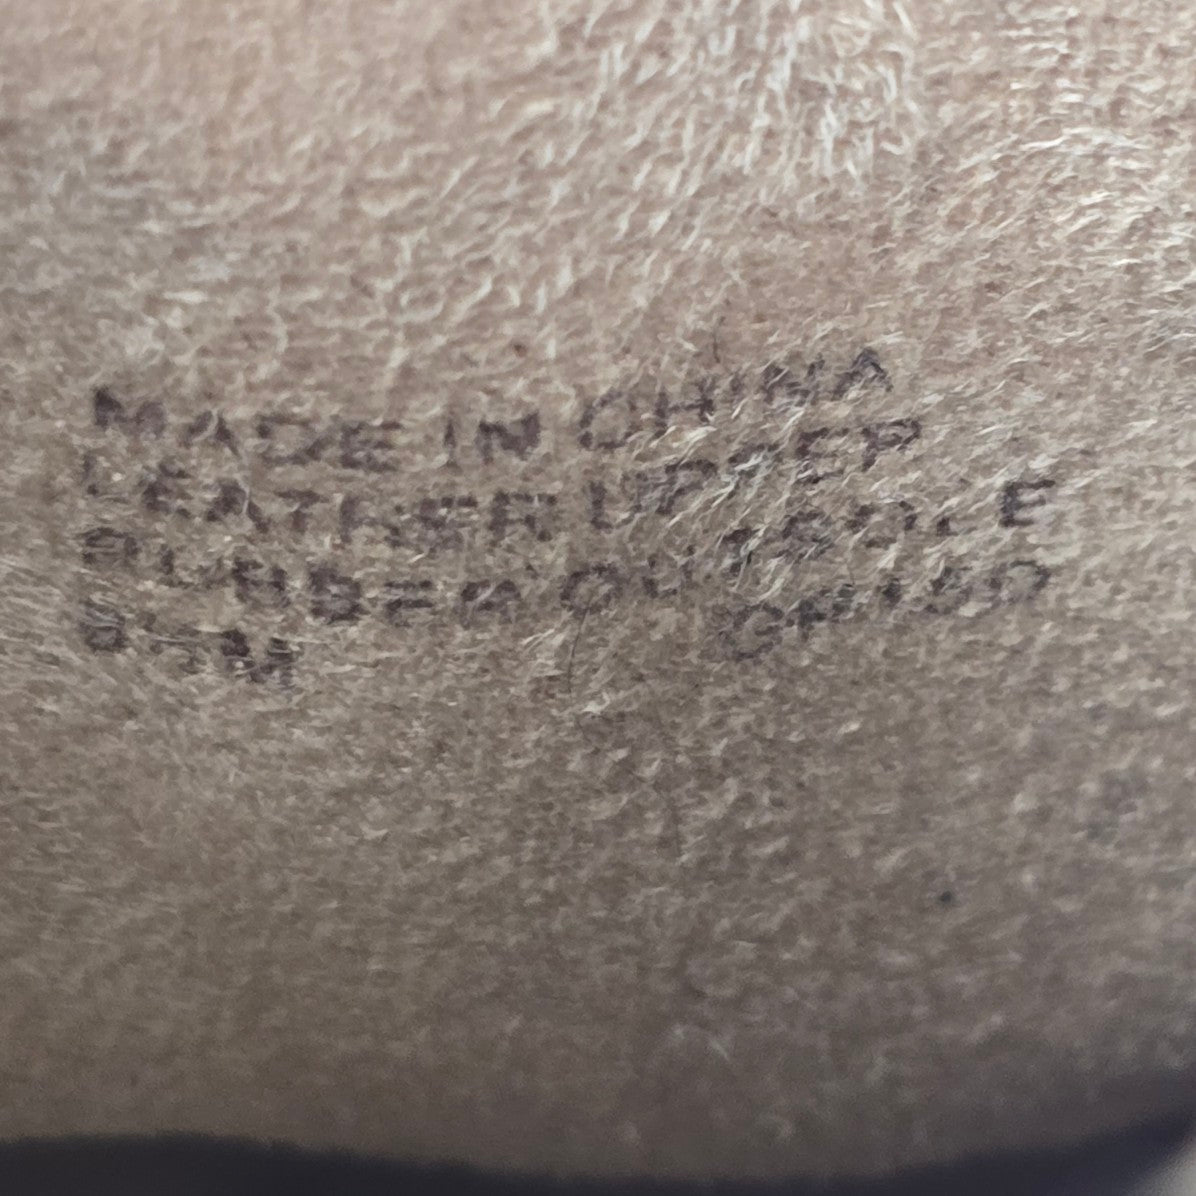 MADE IN CHINA
LEATHER UPPER
RUBBER OUTSOLE